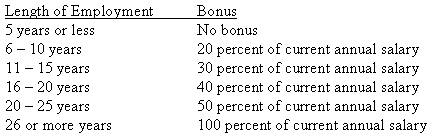 Length of Employment Bonus
5 years or less No bonus
6 – 10 years 20 percent of current annual salary
11 – 15 years 30 percent of current annual salary
16 – 20 years 40 percent of current annual salary
20 – 25 years 50 percent of current annual salary
26 or more years 100 percent of current annual salary